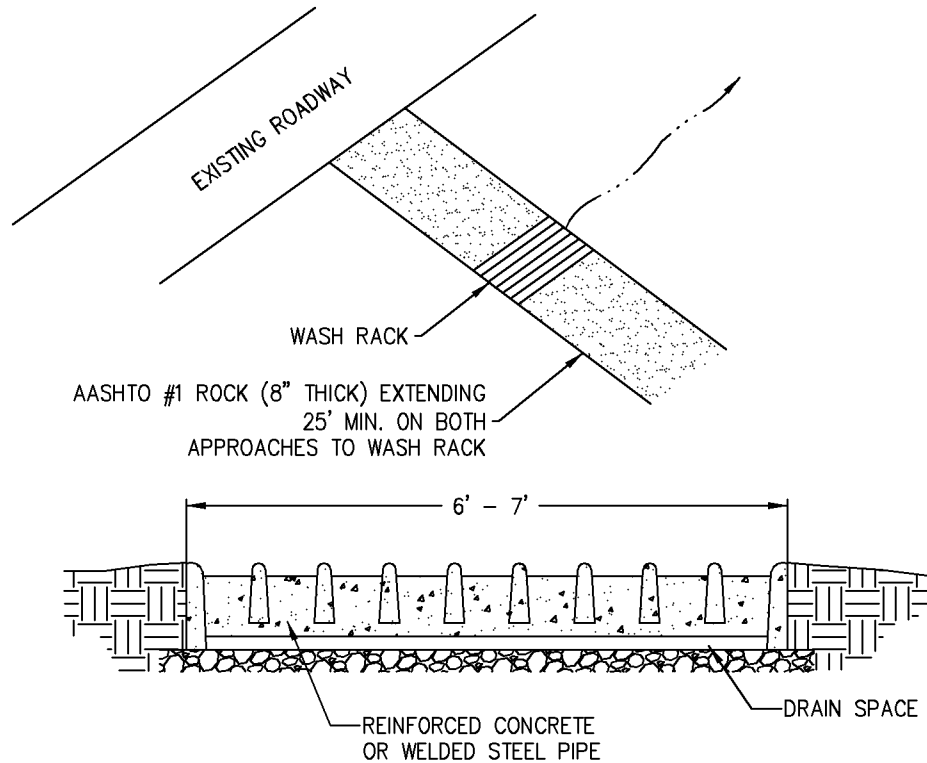 EXISTING ROADWAY
WASH RACK
AASHTO #1 ROCK (8" THICK) EXTENDING
25' MIN. ON BOTH
APPROACHES TO WASH RACK
6' - 7'
DRAIN SPACE
REINFORCED CONCRETE
OR WELDED STEEL PIPE